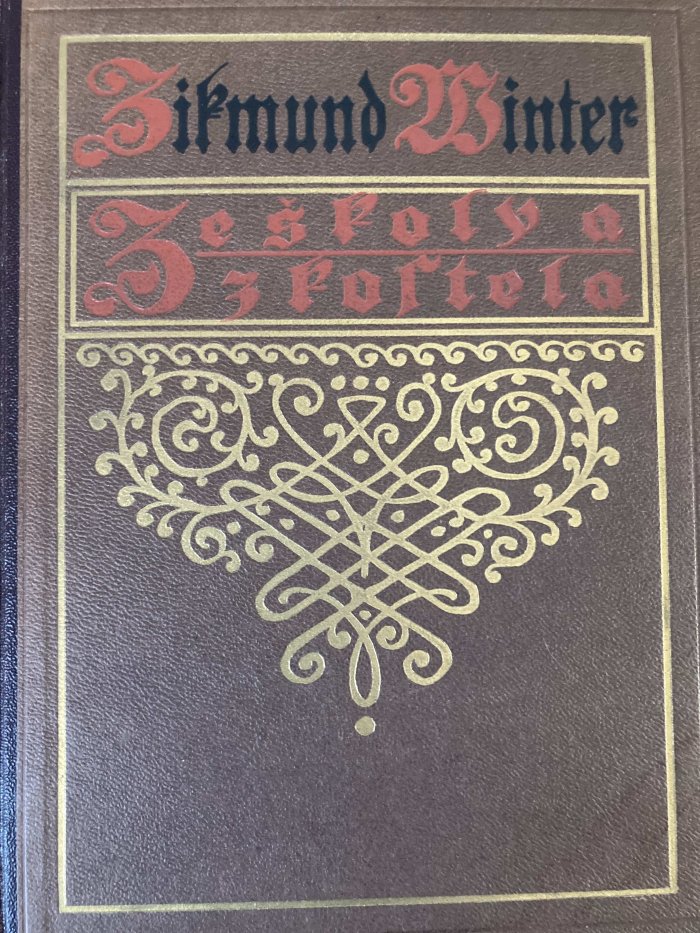 Zikmund Winter
Ze školy a
z kostela